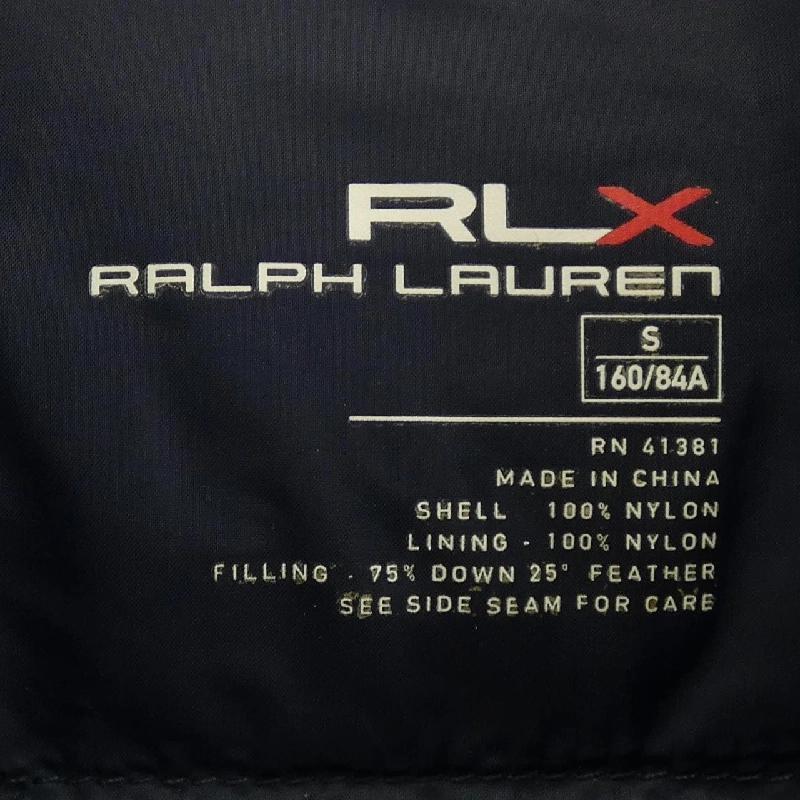 RLX
RALPH LAUREN
S
160/84A
RN 41381
MADE IN CHINA
SHELL 100% NYLON
LINING - 100% NYLON
FILLING - 75% DOWN 25° FEATHER
SEE SIDE SEAM FOR CARE